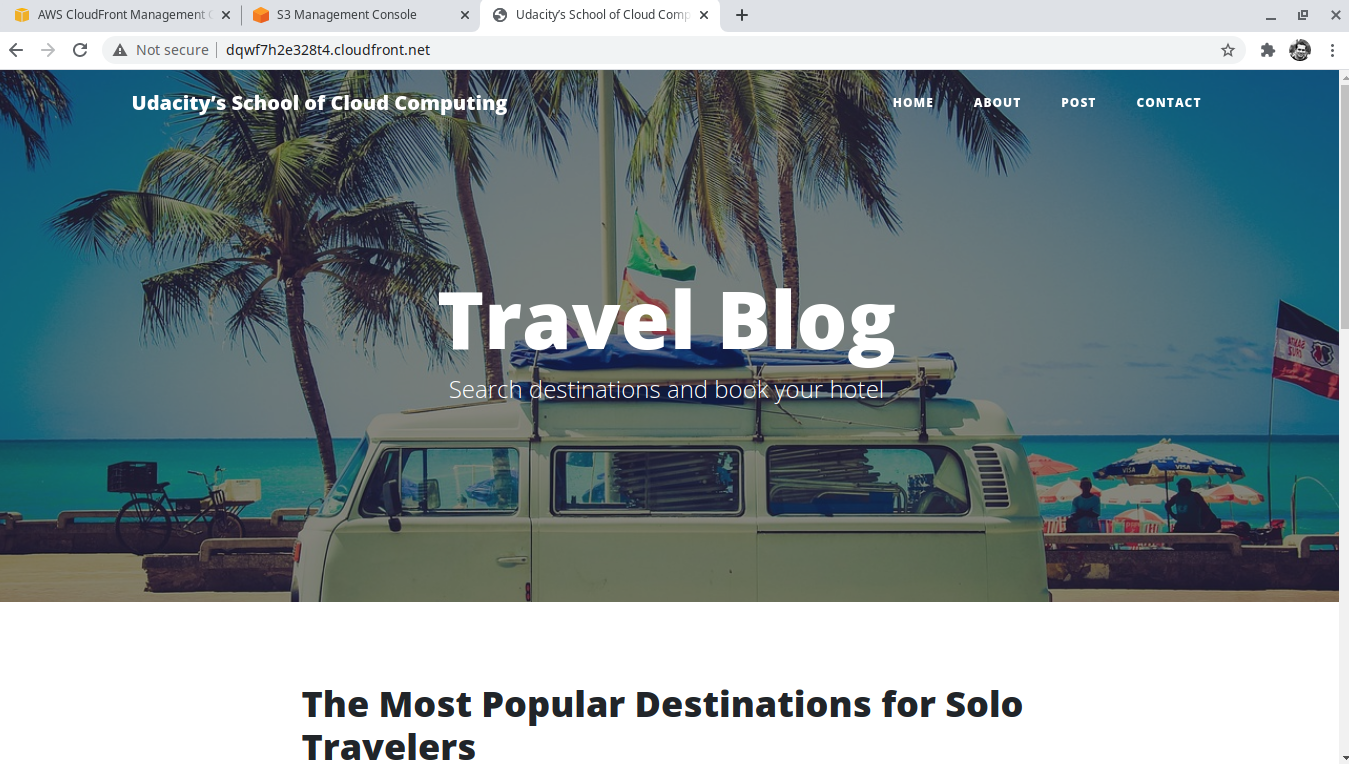 AWS CloudFront Management
S3 Management Console
Udacity's School of Cloud Comp
Not secure
dqwf7h2e328t4.cloudfront.net
Udacity’s School of Cloud Computing
HOME
ABOUT
POST
CONTACT
Travel Blog
Search destinations and book your hotel
VISA
VISA
The Most Popular Destinations for Solo
Travelers